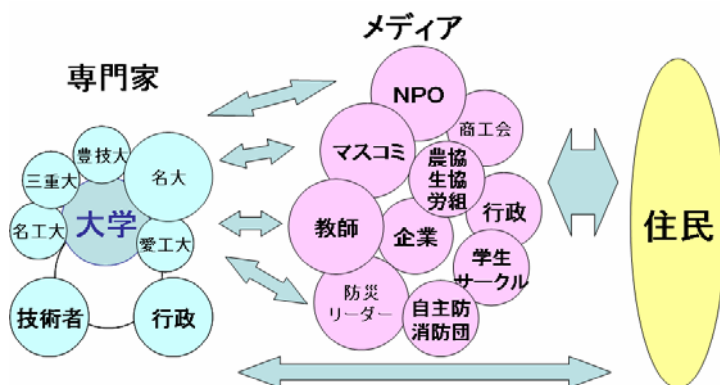 メディア
専門家
豊技大
三重大
名大
名工大
大学
愛工大
技術者
行政
NPO
商工会
マスコミ
農協
生協
労組
行政
教師
企業
学生
サークル
防災
リーダー
自主防
消防団
住民